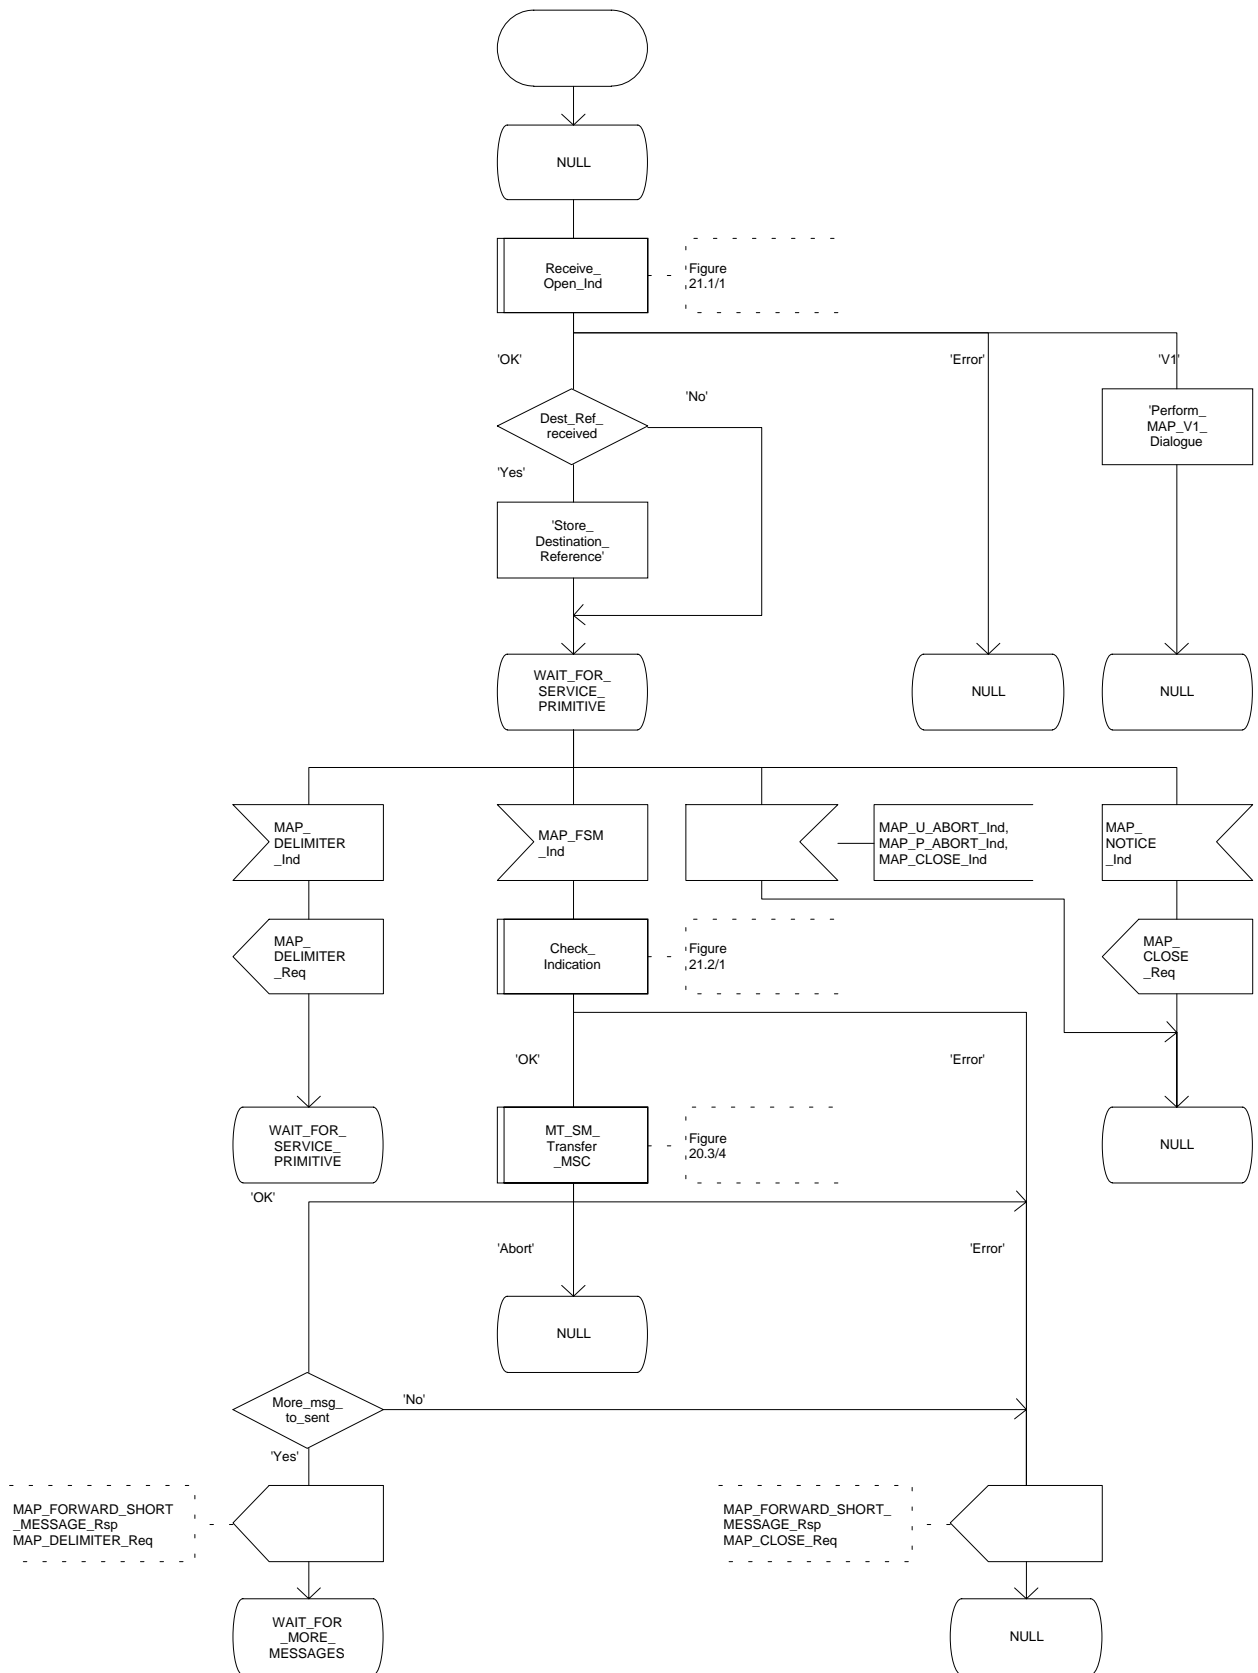 NULL
Receive_
Open_Ind
Figure
21.1/1
'OK'
'Error'
'V1'
Dest_Ref_
received
'No'
'Perform_
MAP_V1_
Dialogue
'Yes'
'Store_
Destination_
Reference'
WAIT_FOR_
SERVICE_
PRIMITIVE
NULL
NULL
MAP_
DELIMITER
_Ind
MAP_FSM
_Ind
MAP_U_ABORT_Ind,
MAP_P_ABORT_Ind,
MAP_CLOSE_Ind
MAP_
NOTICE
_Ind
MAP_
DELIMITER
_Req
Check_
Indication
Figure
21.2/1
MAP_
CLOSE
_Req
'OK'
'Error'
WAIT_FOR_
SERVICE_
PRIMITIVE
MT_SM_
Transfer
_MSC
Figure
20.3/4
NULL
'OK'
'Abort'
'Error'
NULL
More_msg_
to_sent
'No'
'Yes'
MAP_FORWARD_SHORT
_MESSAGE_Rsp
MAP_DELIMITER_Req
MAP_FORWARD_SHORT_
MESSAGE_Rsp
MAP_CLOSE_Req
WAIT_FOR
_MORE_
MESSAGES
NULL